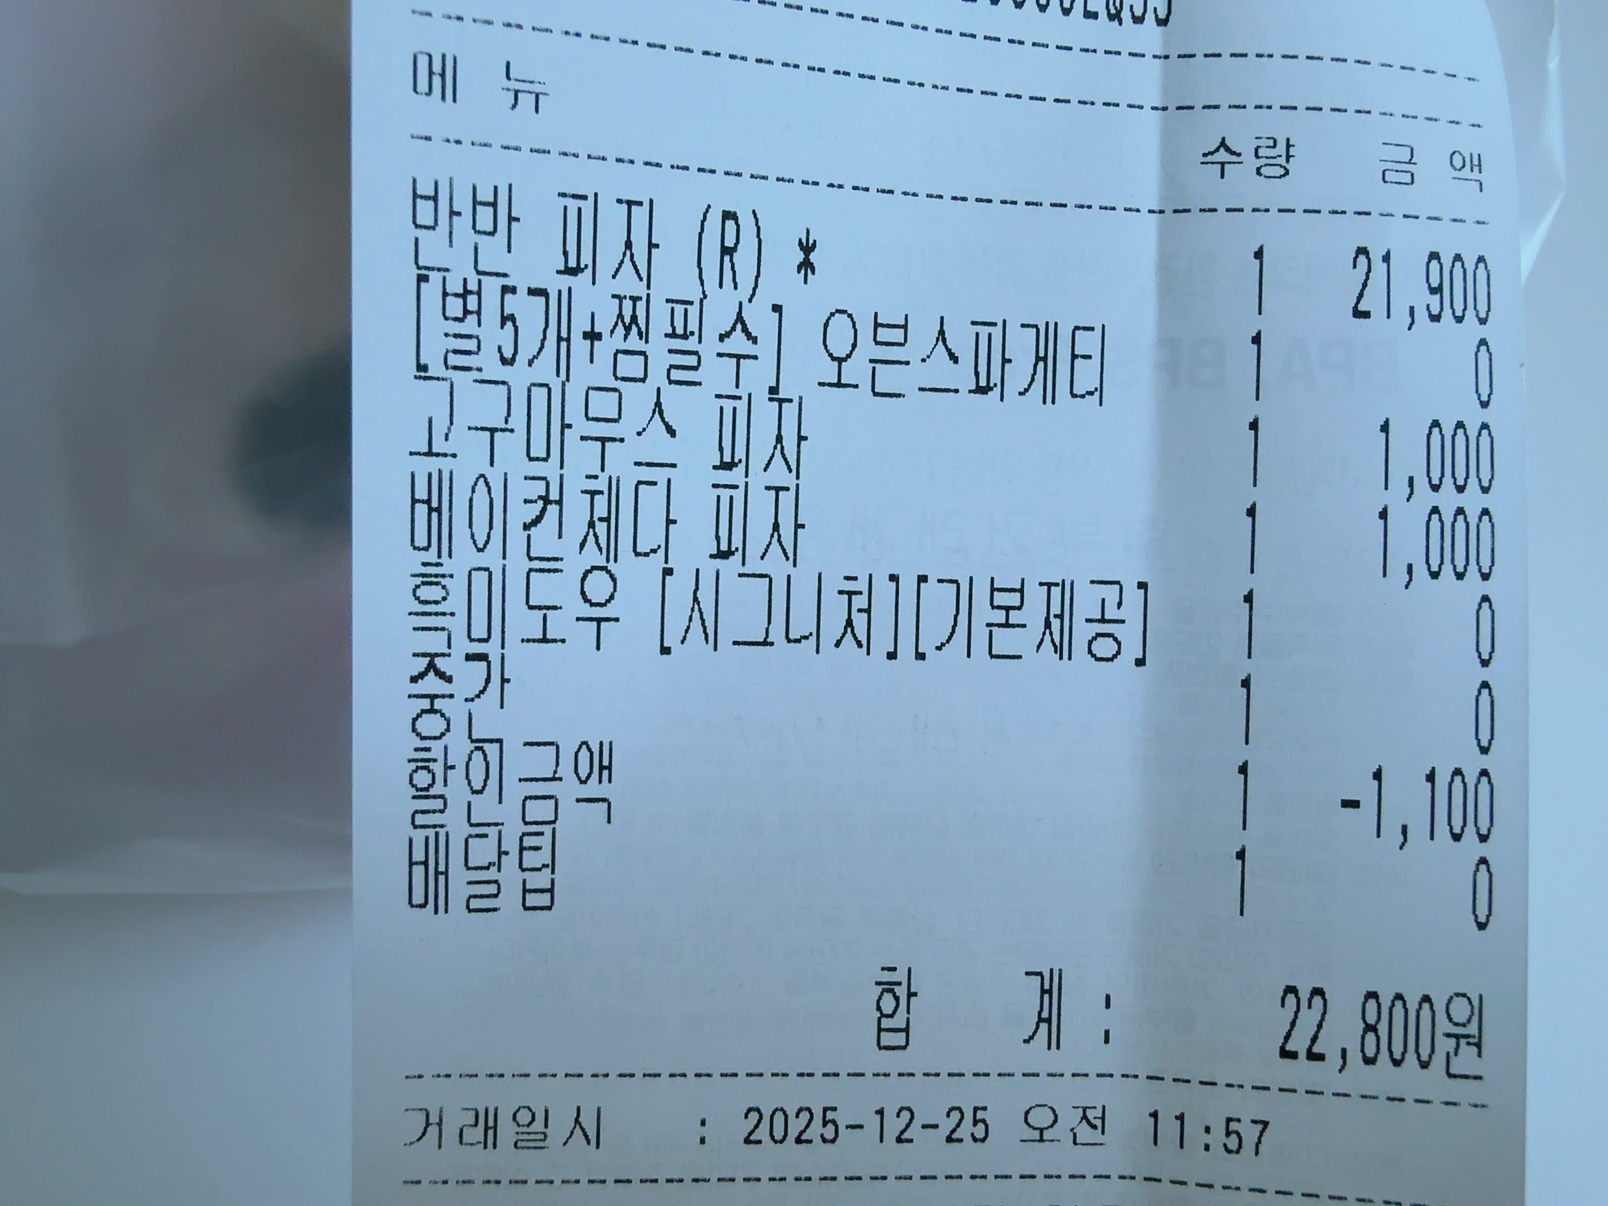 메 뉴
수량 금 액
반반 피자 (R) * 1 21,900
[별5개+찜필수] 오븐스파게티 1 0
고구마무스 피자 1 1,000
베이컨체다 피자 1 1,000
흑미도우 [시그니처][기본제공] 1 0
중간 1 0
할인금액 1 -1,100
배달팁 1 0
합 계 : 22,800원
거래일시 : 2025-12-25 오전 11:57